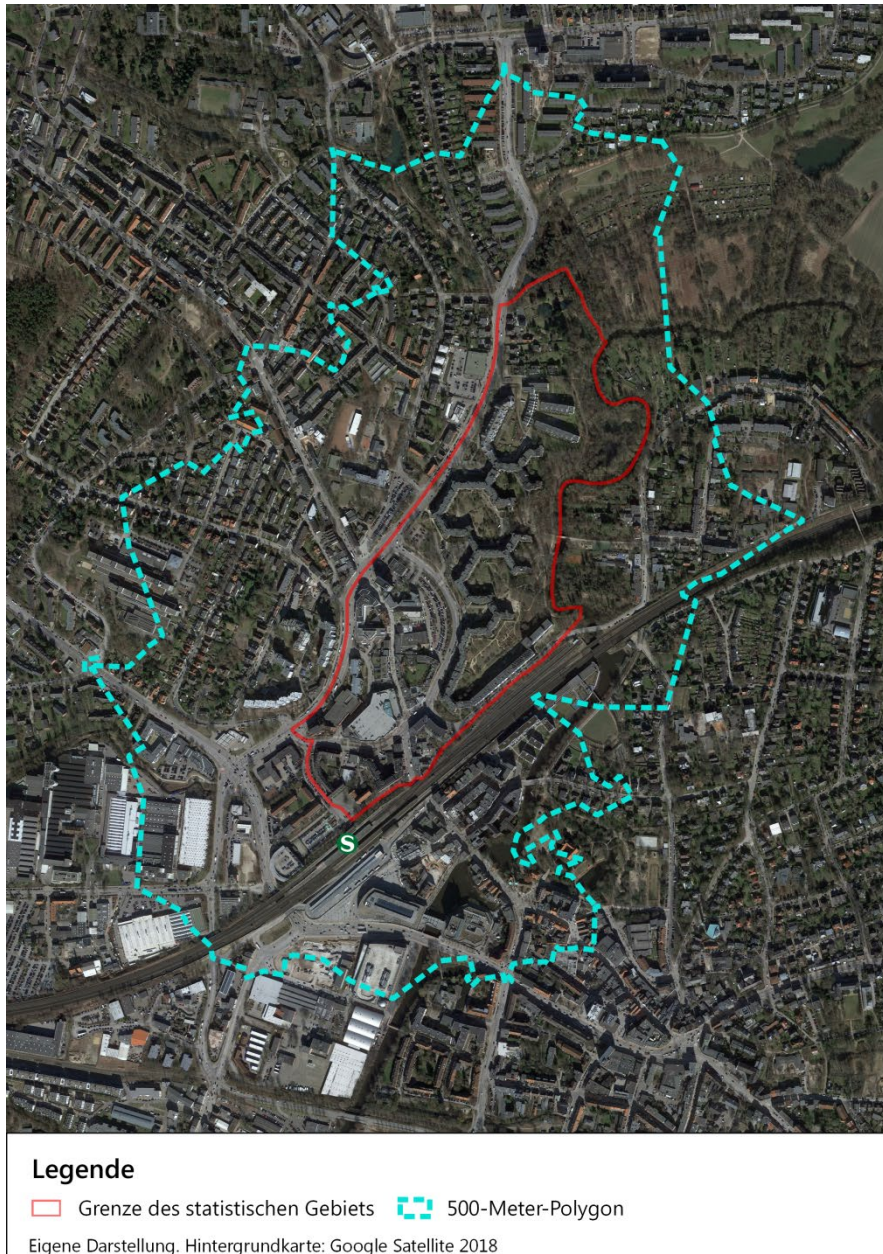 S
Legende
Grenze des statistischen Gebiets 500-Meter-Polygon
Eigene Darstellung. Hintergrundkarte: Google Satellite 2018